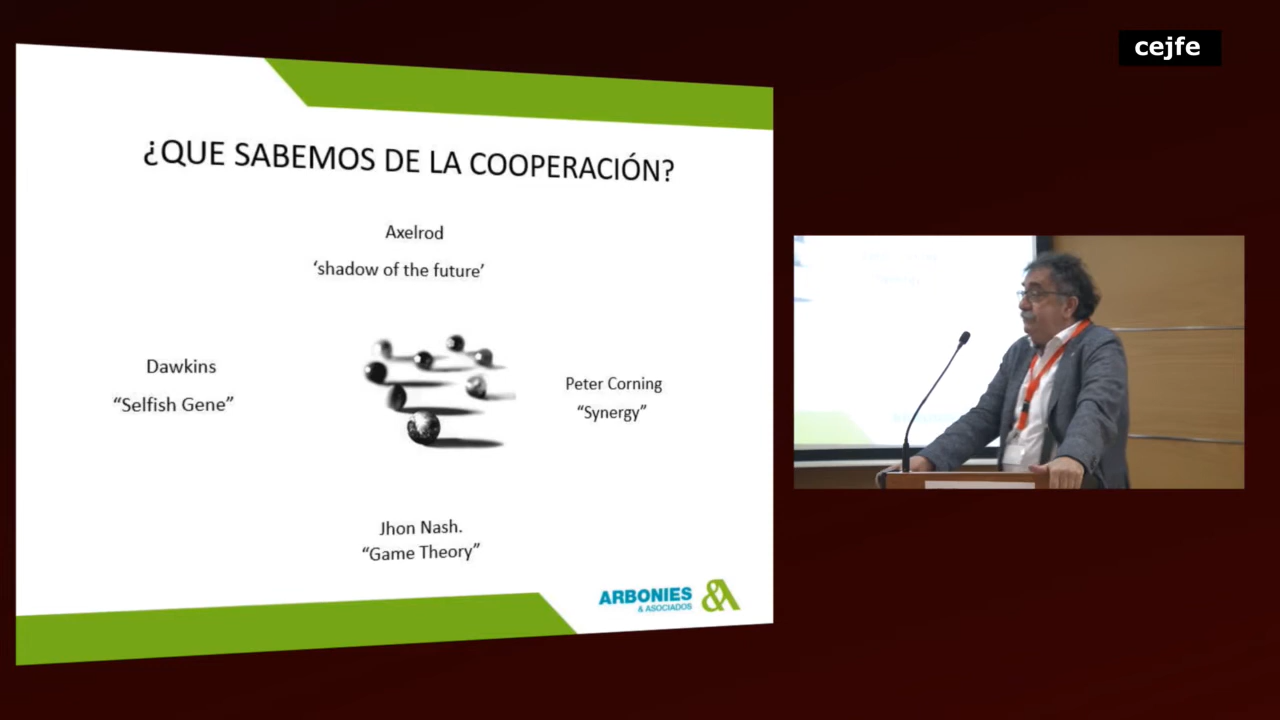 cejfe
¿QUE SABEMOS DE LA COOPERACIÓN?
Axelrod
‘shadow of the future’
Dawkins
“Selfish Gene”
Peter Corning
“Synergy”
Jhon Nash.
“Game Theory”
ARBONIES
& ASOCIADOS
&A